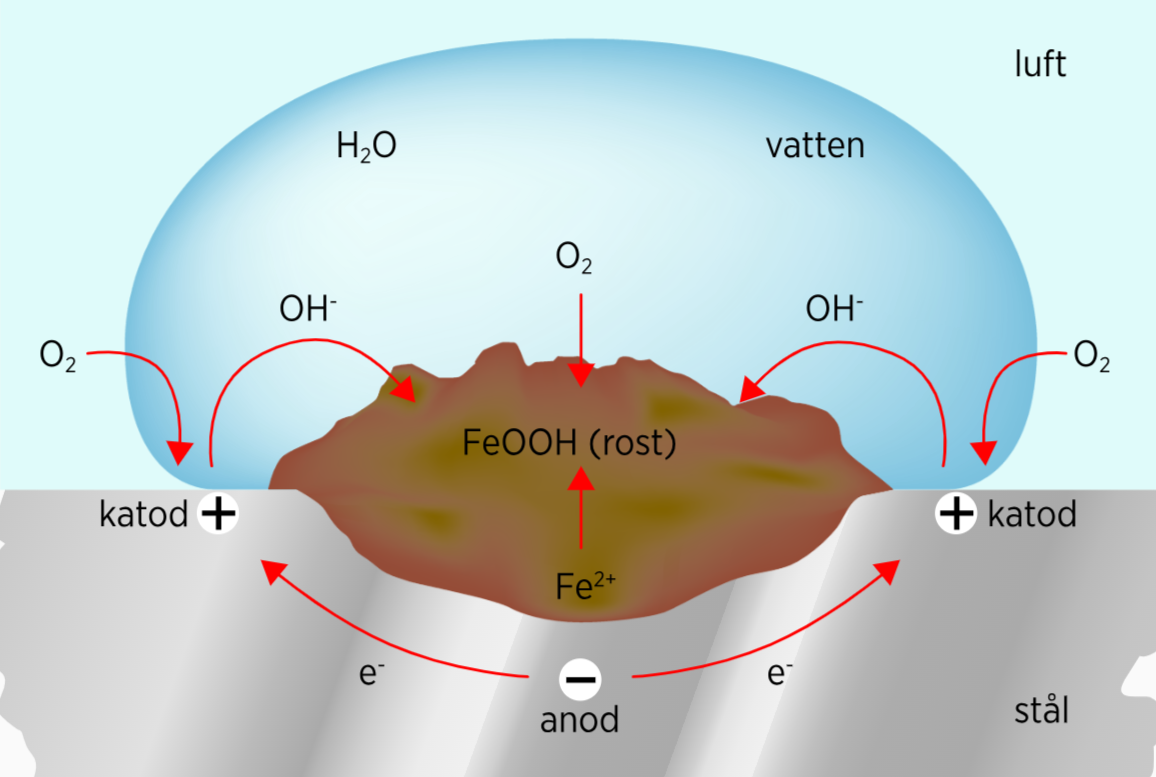 luft
H₂O
vatten
O₂
OH⁻
OH⁻
O₂
O₂
FeOOH (rost)
katod +
+ katod
Fe²⁺
e⁻
−
e⁻
anod
stål